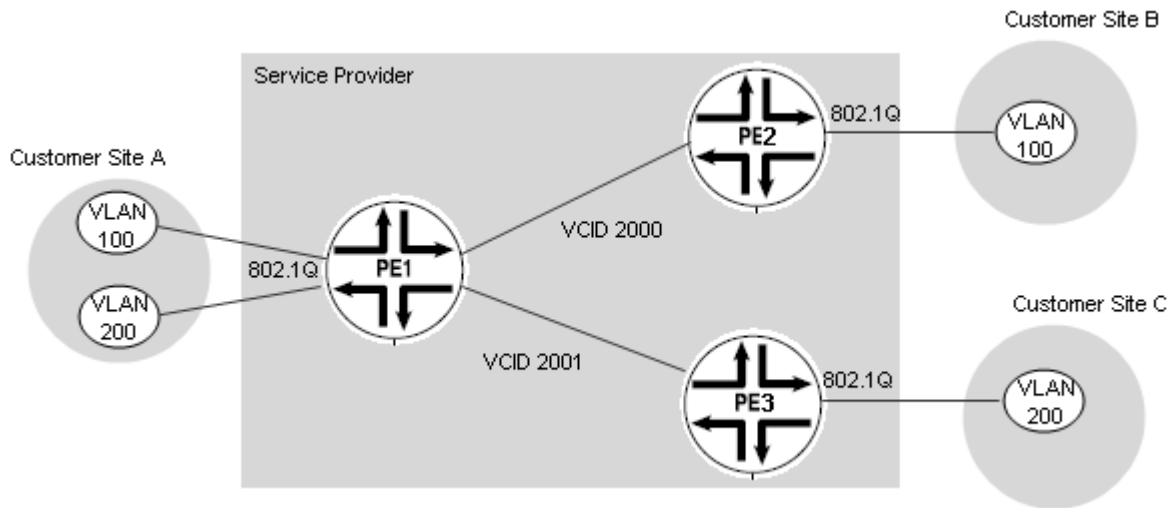 Customer Site B
Service Provider
802.1Q
VLAN
100
PE2
Customer Site A
VLAN
100
VCID 2000
802.1Q
PE1
VLAN
200
Customer Site C
VCID 2001
802.1Q
VLAN
200
PE3